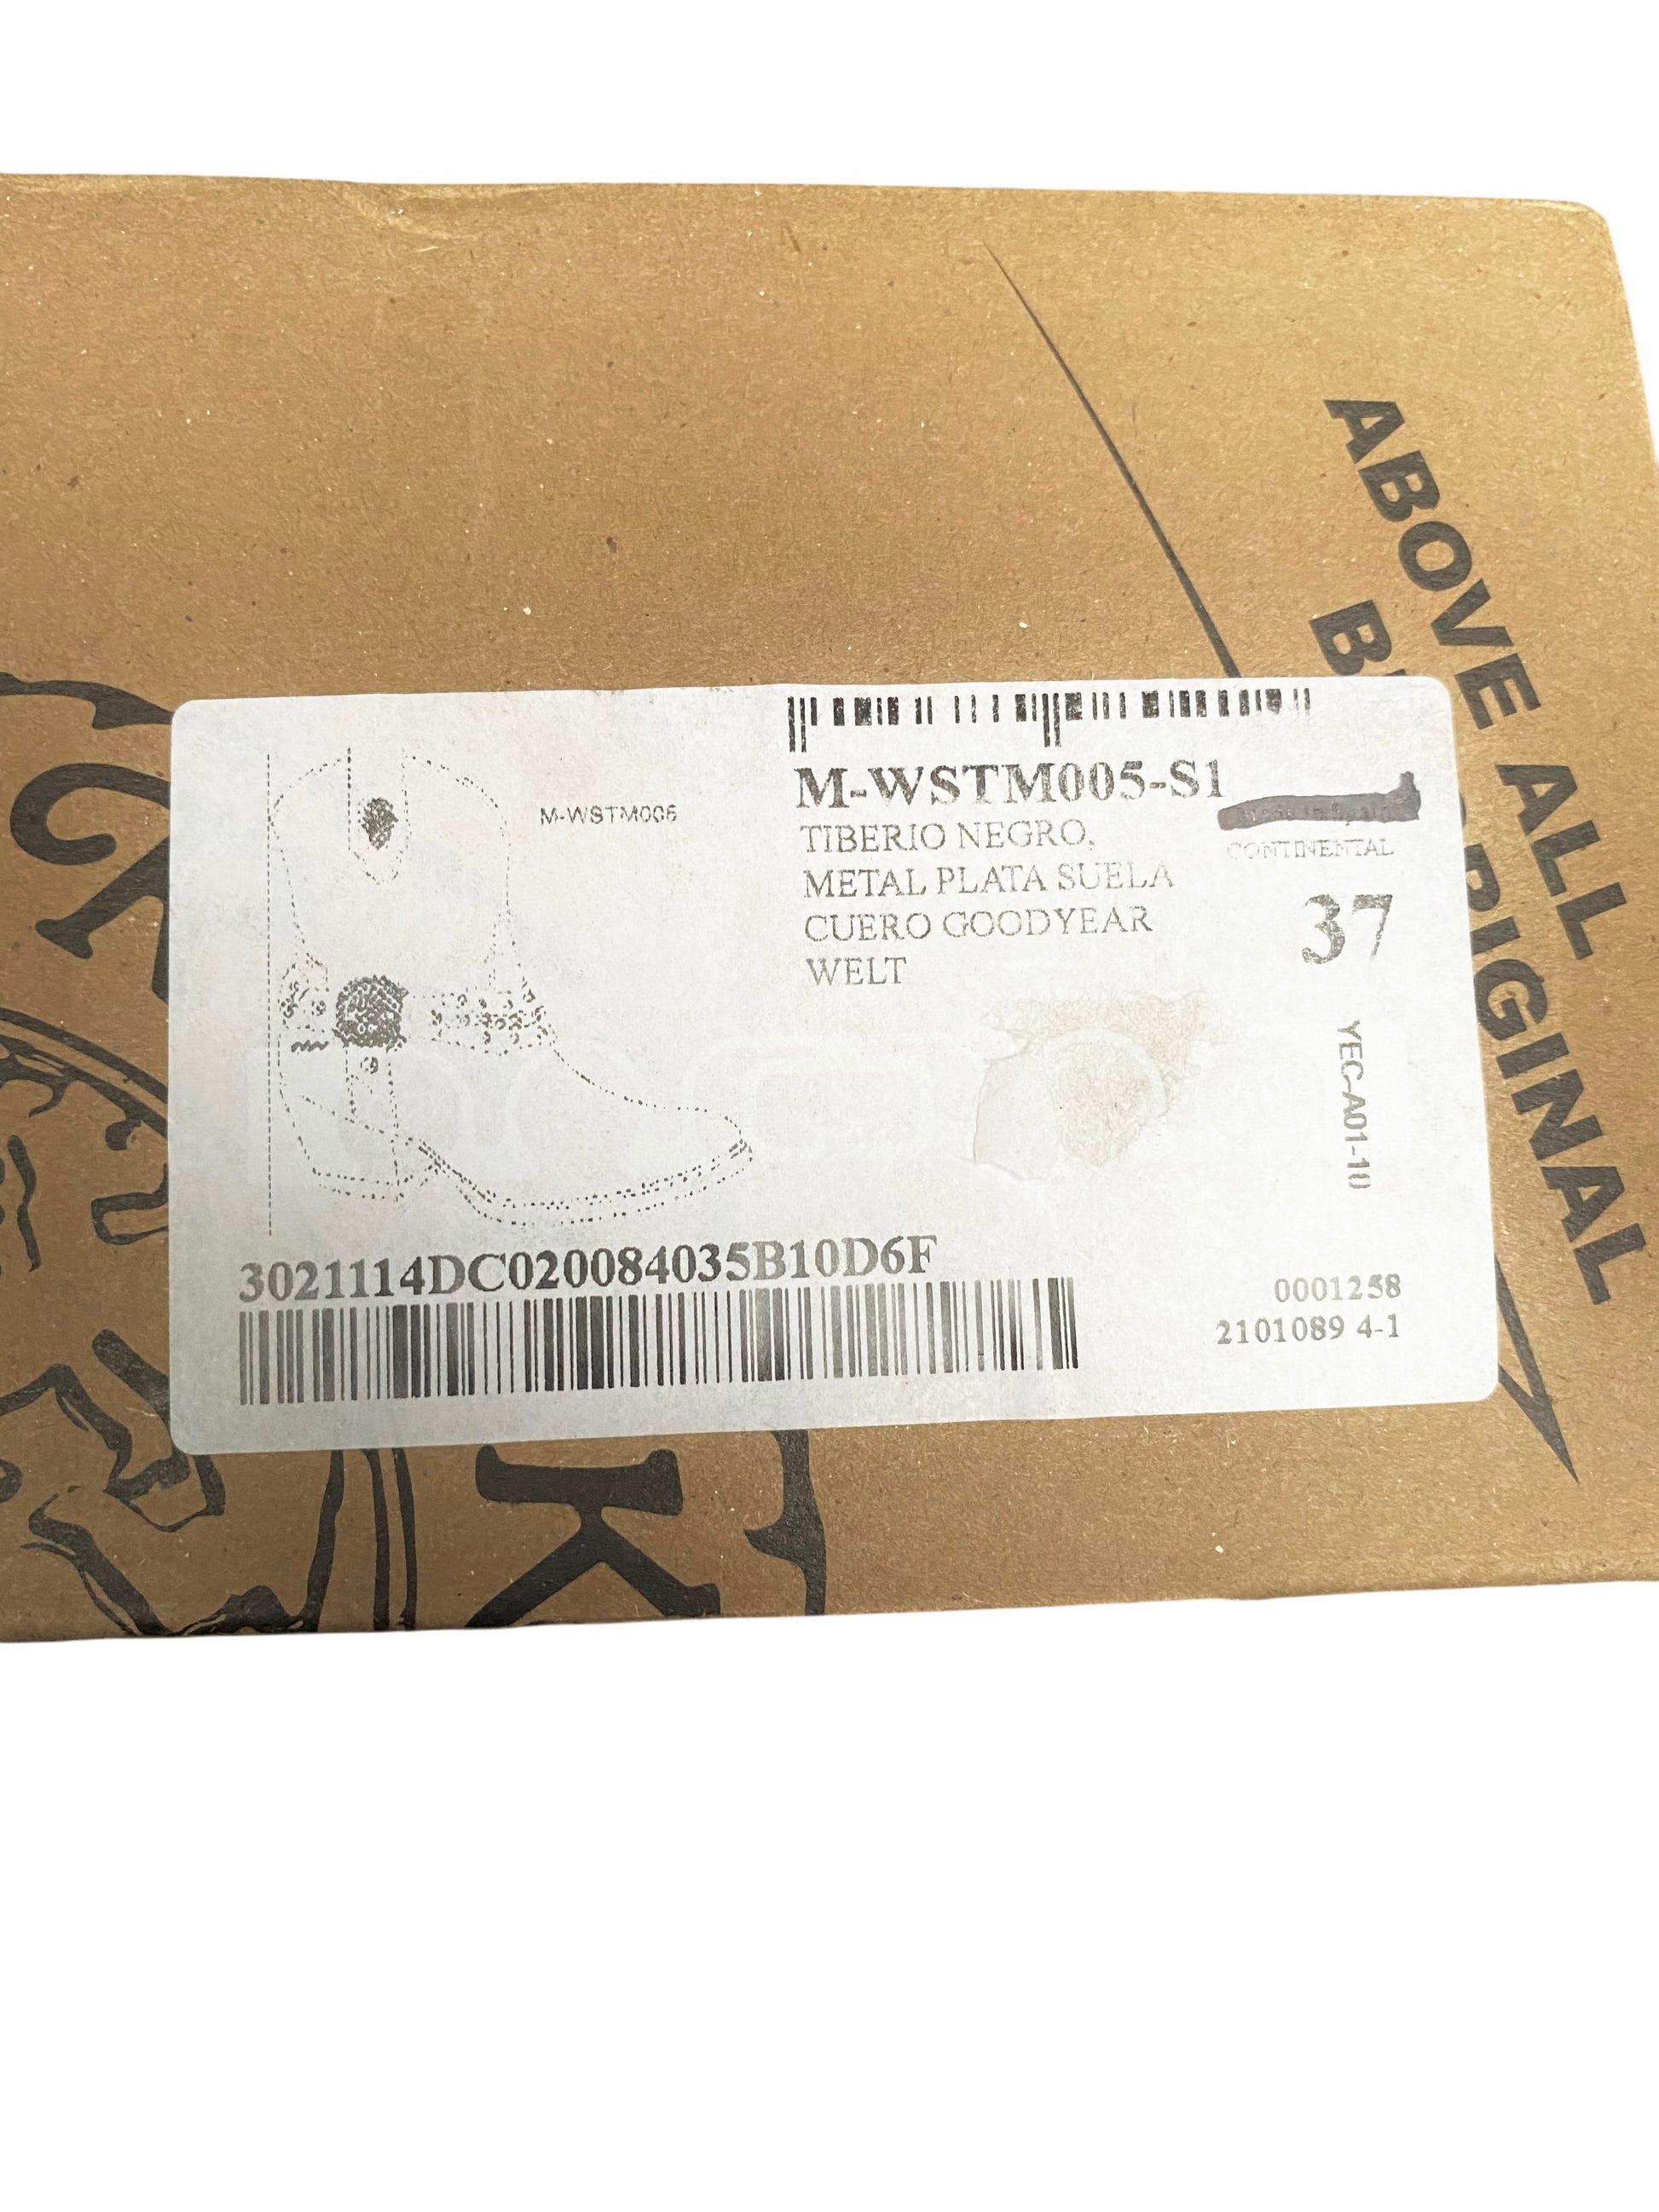 ABOVE ALL
ORIGINAL
M-WSTM005-S1
M-WSTM005
TIBERIO NEGRO,
METAL PLATA SUELA
CUERO GOODYEAR
WELT
CONTINENTAL
37
YEC-A01-10
3021114DC020084035B10D6F
0001258
2101089 4-1
K